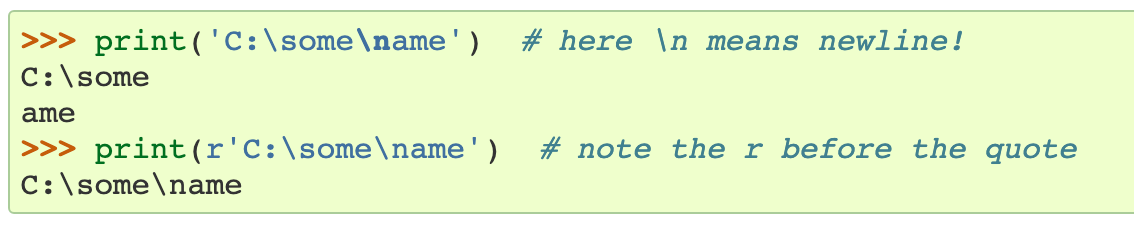 >>> print('C:\some\name')  # here \n means newline!
C:\some
ame
>>> print(r'C:\some\name')  # note the r before the quote
C:\some\name